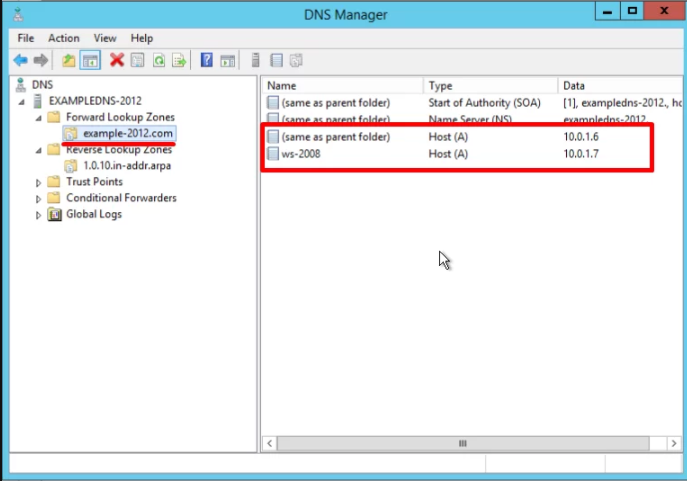 DNS Manager
File Action View Help
DNS
EXAMPLEDNS-2012
Forward Lookup Zones
example-2012.com
Reverse Lookup Zones
1.0.10.in-addr.arpa
Trust Points
Conditional Forwarders
Global Logs
Name Type Data
(same as parent folder) Start of Authority (SOA) [1], exampledns-2012., ho
(same as parent folder) Name Server (NS) exampledns-2012.
(same as parent folder) Host (A) 10.0.1.6
ws-2008 Host (A) 10.0.1.7